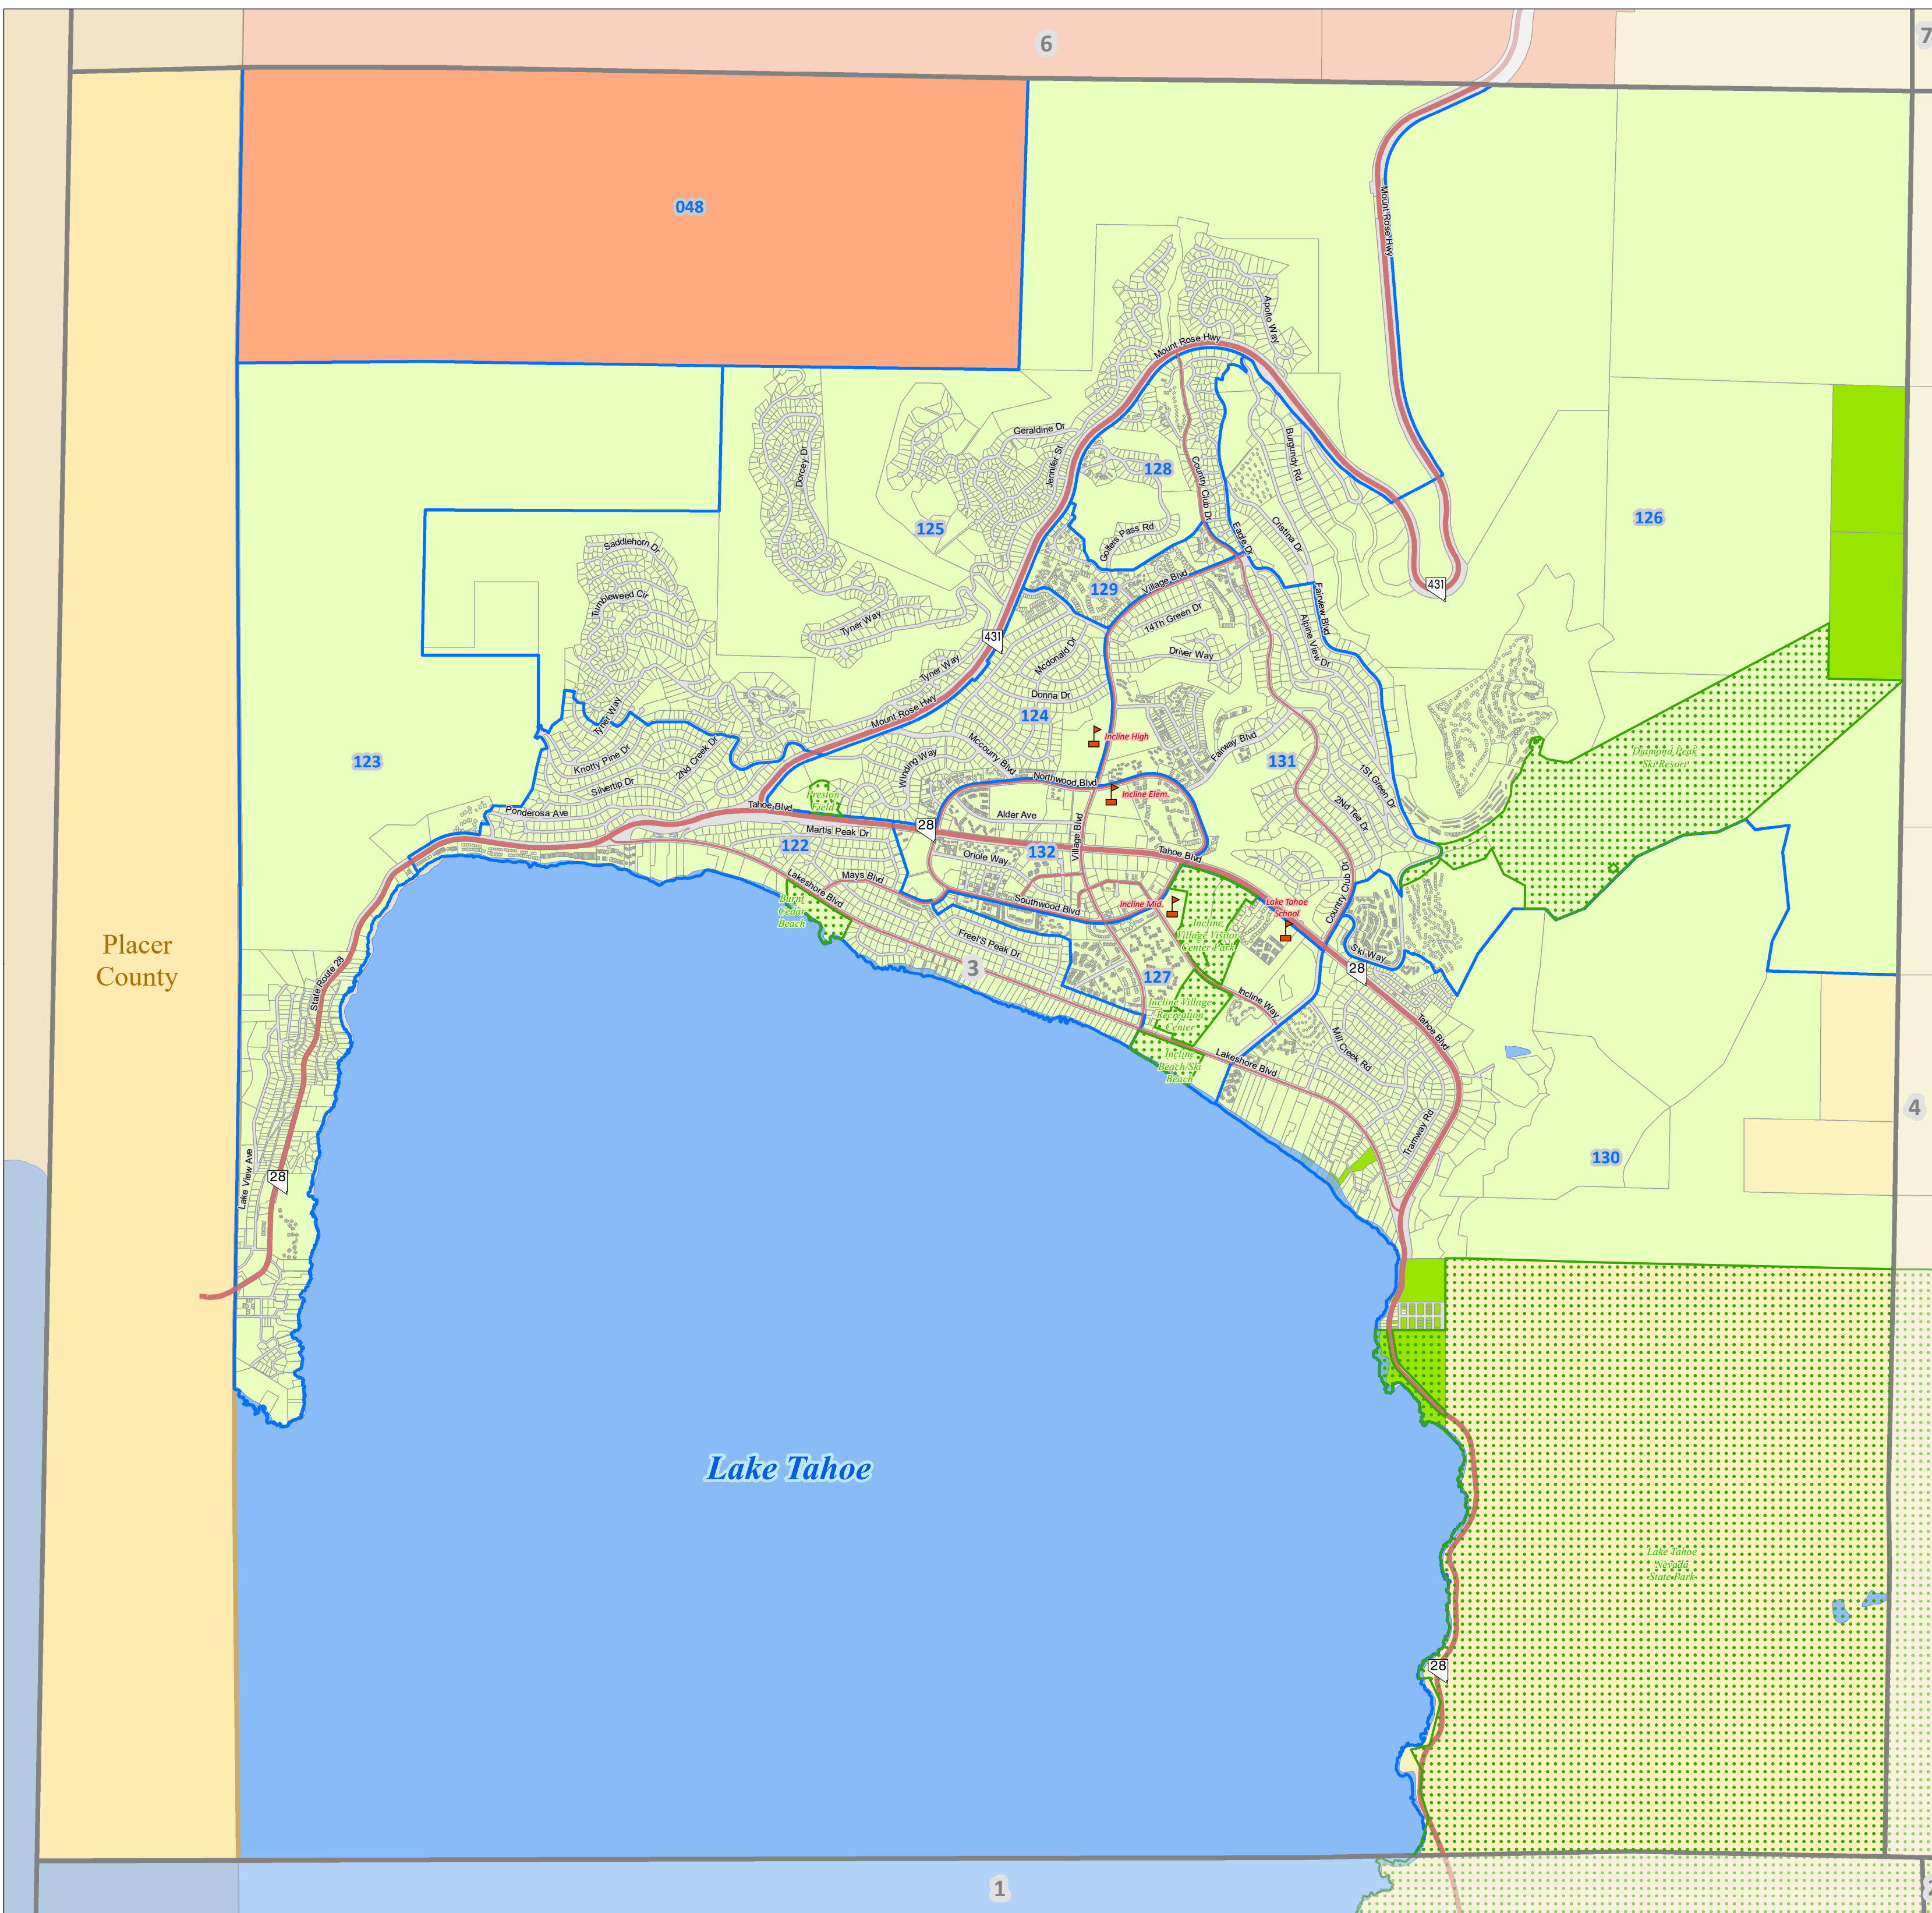 6
7
048
Mount Rose Hwy
Apollo Way
Mount Rose Hwy
Geraldine Dr
Jennifer St
Dorcey Dr
128
Country Club Dr
Burgundy Rd
125
126
Golfers Pass Rd
Eagle Dr
Cristina Dr
Saddlehorn Dr
431
129
Village Blvd
Tumbleweed Cir
14Th Green Dr
Fairview Blvd
Tyner Way
431
Alpine View Dr
Mcdonald Dr
Driver Way
Tyner Way
Donna Dr
124
Tyner Way
Mount Rose Hwy
Incline High
Fairway Blvd
Mccourry Blvd
Diamond Peak
Ski Resort
123
Knotty Pine Dr
2Nd Creek Dr
Winding Way
131
Silvertip Dr
Northwood Blvd
1St Green Dr
Preston
Field
Incline Elem.
Tahoe Blvd
Ponderosa Ave
Alder Ave
2Nd Tee Dr
28
Martis Peak Dr
Village Blvd
122
132
Oriole Way
Tahoe Blvd
Mays Blvd
Lakeshore Blvd
Country Club Dr
Burnt
Cedar
Beach
Southwood Blvd
Incline Mid.
Lake Tahoe
School
Incline
Village Visitor
Center Park
Placer
County
Freel'S Peak Dr
Ski Way
3
28
127
State Route 28
Incline Village
Recreation
Center
Incline Way
Tahoe Blvd
Mill Creek Rd
Incline
Beach/Ski
Beach
Lakeshore Blvd
4
Tramway Rd
130
Lake View Ave
28
Lake Tahoe
Lake Tahoe
Nevada
State Park
28
1